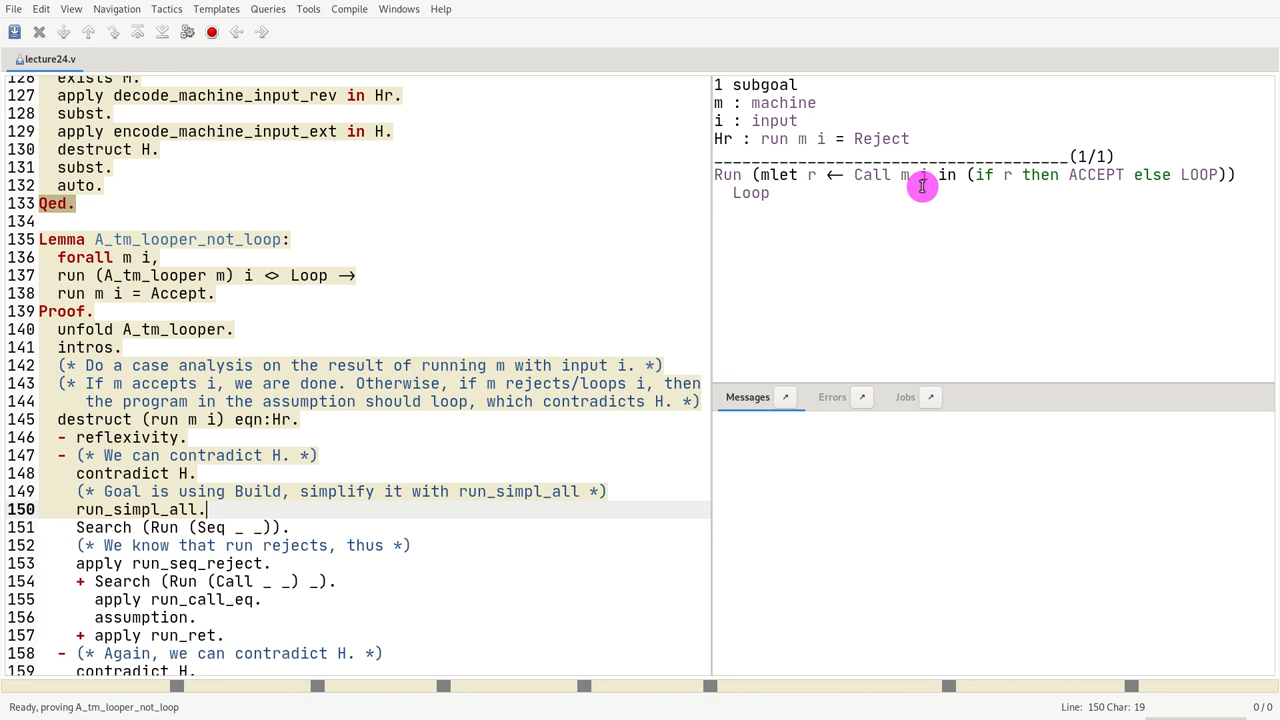 File Edit View Navigation Tactics Templates Queries Tools Compile Windows Help
lecture24.v
126 exists m.
127 apply decode_machine_input_rev in Hr.
128 subst.
129 apply encode_machine_input_ext in H.
130 destruct H.
131 subst.
132 auto.
133 Qed.
134
135 Lemma A_tm_looper_not_loop:
136 forall m i,
137 run (A_tm_looper m) i <> Loop ->
138 run m i = Accept.
139 Proof.
140 unfold A_tm_looper.
141 intros.
142 (* Do a case analysis on the result of running m with input i. *)
143 (* If m accepts i, we are done. Otherwise, if m rejects/loops i, then
144 the program in the assumption should loop, which contradicts H. *)
145 destruct (run m i) eqn:Hr.
146 - reflexivity.
147 - (* We can contradict H. *)
148 contradict H.
149 (* Goal is using Build, simplify it with run_simpl_all *)
150 run_simpl_all.
151 Search (Run (Seq _ _)).
152 (* We know that run rejects, thus *)
153 apply run_seq_reject.
154 + Search (Run (Call _ _) _).
155 apply run_call_eq.
156 assumption.
157 + apply run_ret.
158 - (* Again, we can contradict H. *)
159 contradict H.
1 subgoal
m : machine
i : input
Hr : run m i = Reject
______________________________________(1/1)
Run (mlet r <- Call m i in (if r then ACCEPT else LOOP))
Loop
Messages ↗ Errors ↗ Jobs ↗
Ready, proving A_tm_looper_not_loop
Line: 150 Char: 19
0 / 0